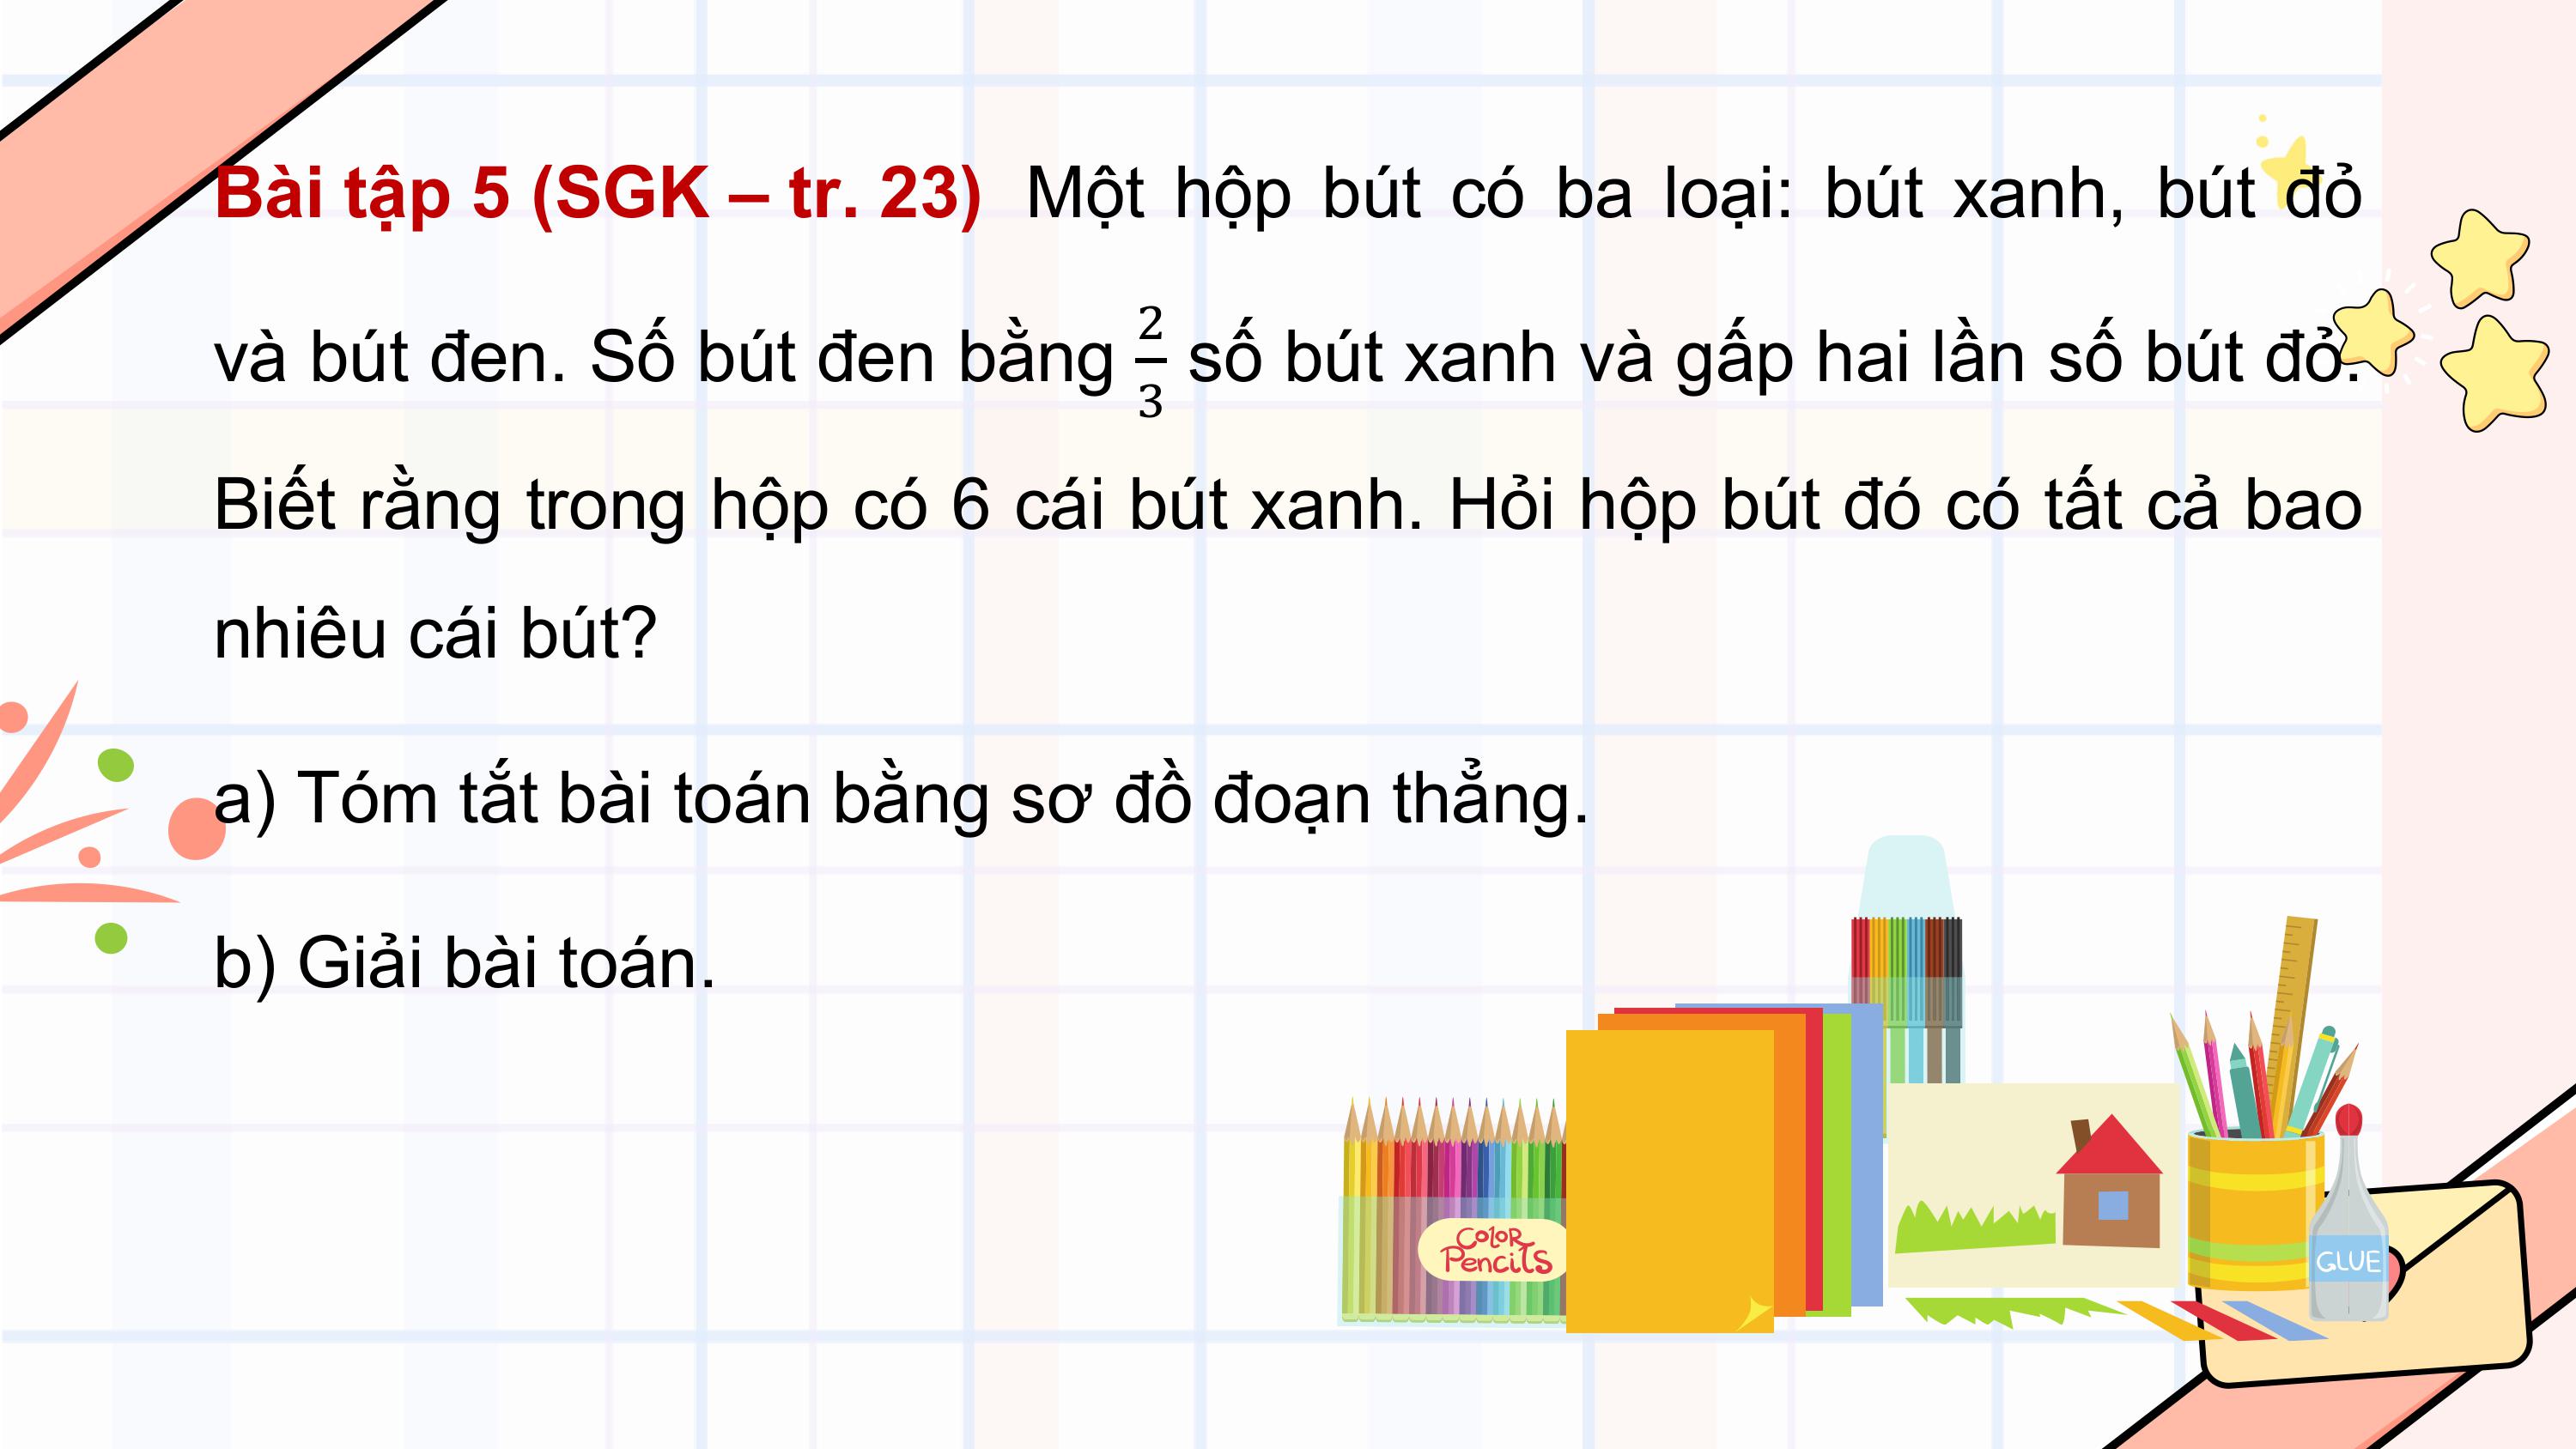 Bài tập 5 (SGK – tr. 23) Một hộp bút có ba loại: bút xanh, bút đỏ
và bút đen. Số bút đen bằng 2/3 số bút xanh và gấp hai lần số bút đỏ.
Biết rằng trong hộp có 6 cái bút xanh. Hỏi hộp bút đó có tất cả bao
nhiêu cái bút?
a) Tóm tắt bài toán bằng sơ đồ đoạn thẳng.
b) Giải bài toán.
Color
Pencils
GLUE